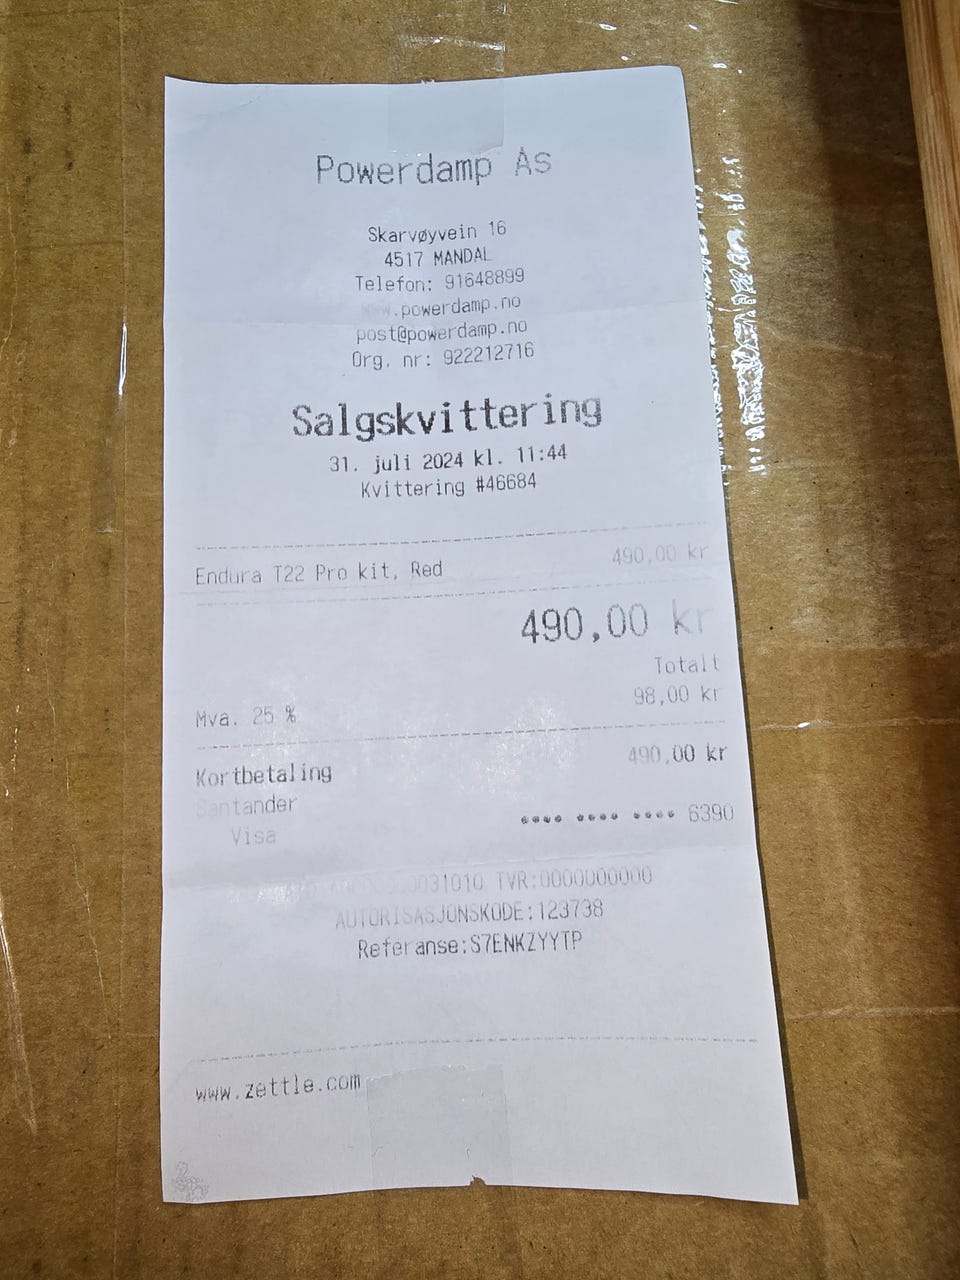 Powerdamp As
Skarvøyvein 16
4517 MANDAL
Telefon: 91648899
www.powerdamp.no
post@powerdamp.no
Org. nr: 922212716
Salgskvittering
31. juli 2024 kl. 11:44
Kvittering #46684
Endura T22 Pro kit, Red 490,00 kr
490,00 kr
Totalt
Mva. 25 % 98,00 kr
Kortbetaling 490,00 kr
Santander
Visa •••• •••• •••• 6390
TVR:0000000000
AUTORISASJONSKODE:123738
Referanse:S7ENKZYYTP
www.zettle.com